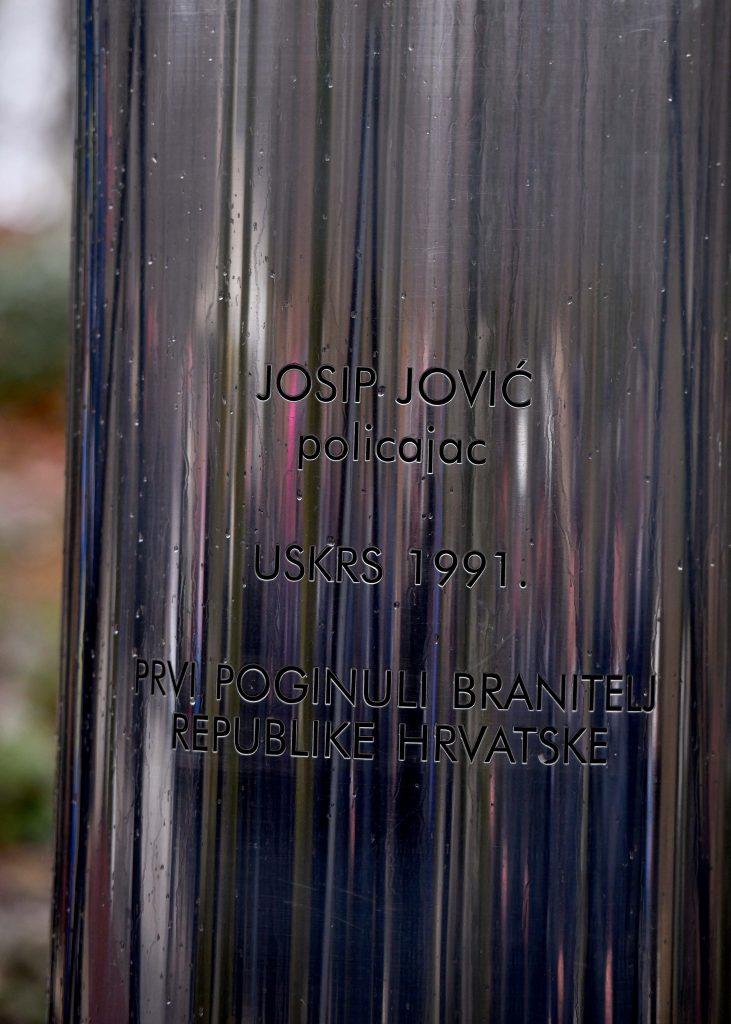 JOSIP JOVIĆ
policajac
USKRS 1991.
PRVI POGINULI BRANITELJ
REPUBLIKE HRVATSKE